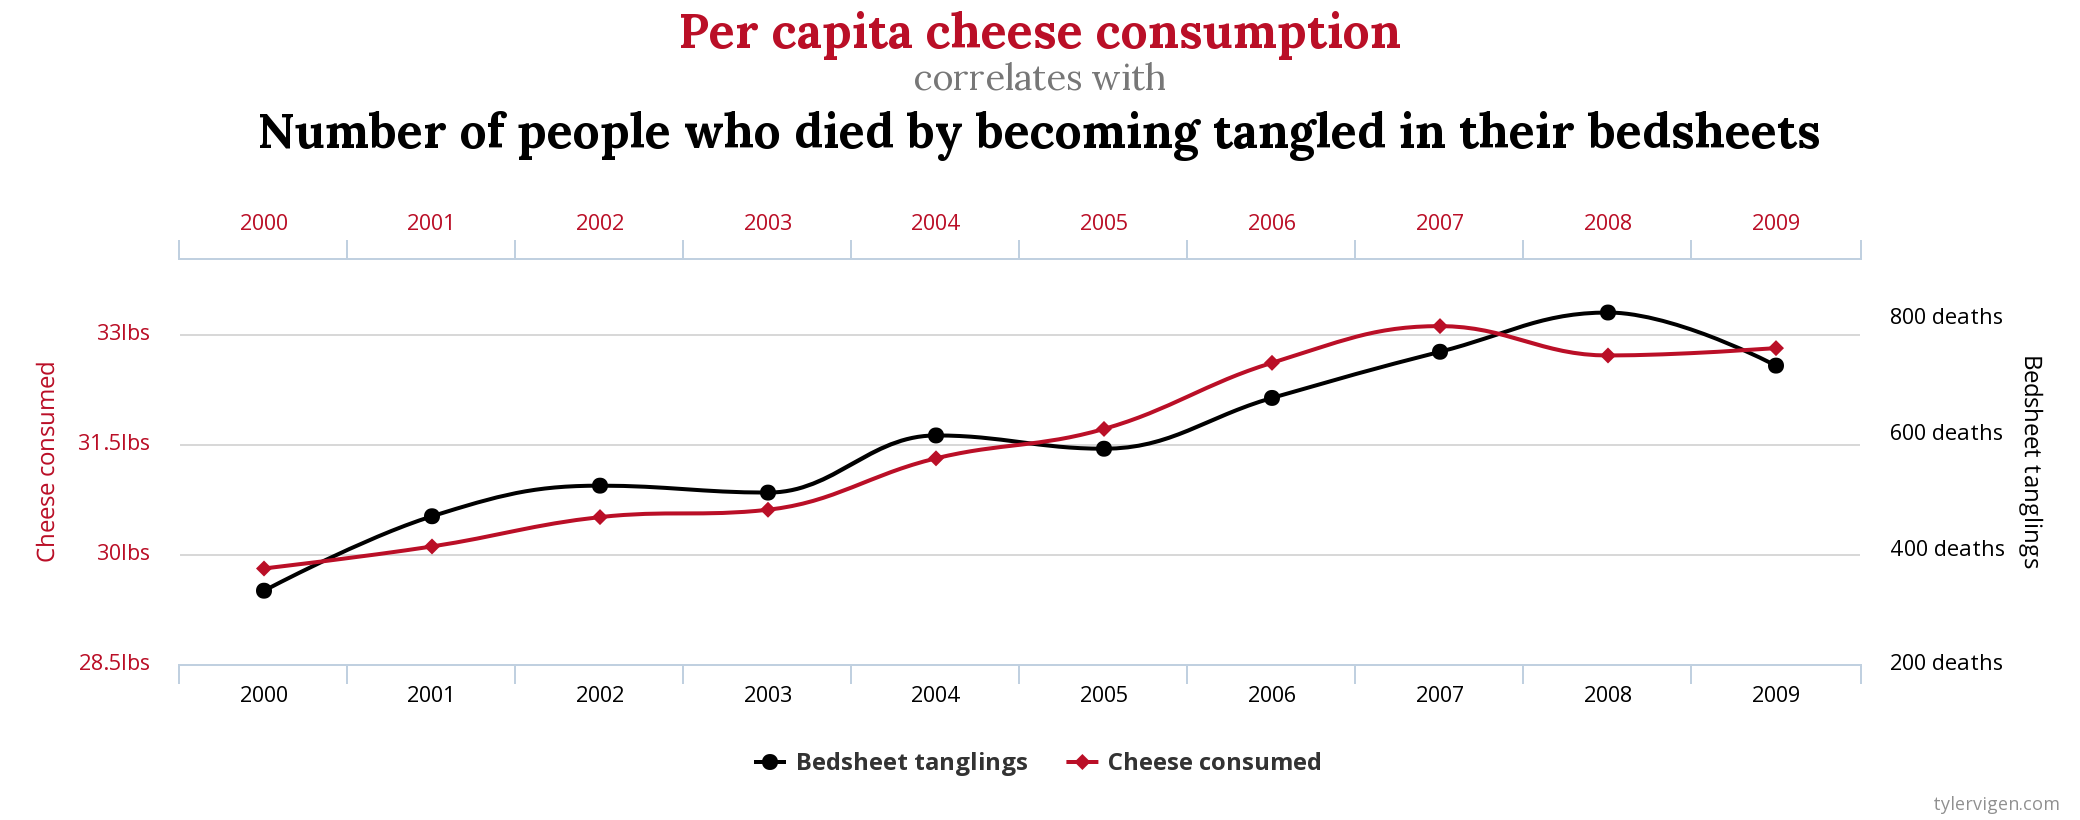 Per capita cheese consumption
correlates with
Number of people who died by becoming tangled in their bedsheets
2000 2001 2002 2003 2004 2005 2006 2007 2008 2009
Cheese consumed
33lbs
31.5lbs
30lbs
28.5lbs
800 deaths
600 deaths
400 deaths
200 deaths
Bedsheet tanglings
2000 2001 2002 2003 2004 2005 2006 2007 2008 2009
Bedsheet tanglings Cheese consumed
tylervigen.com